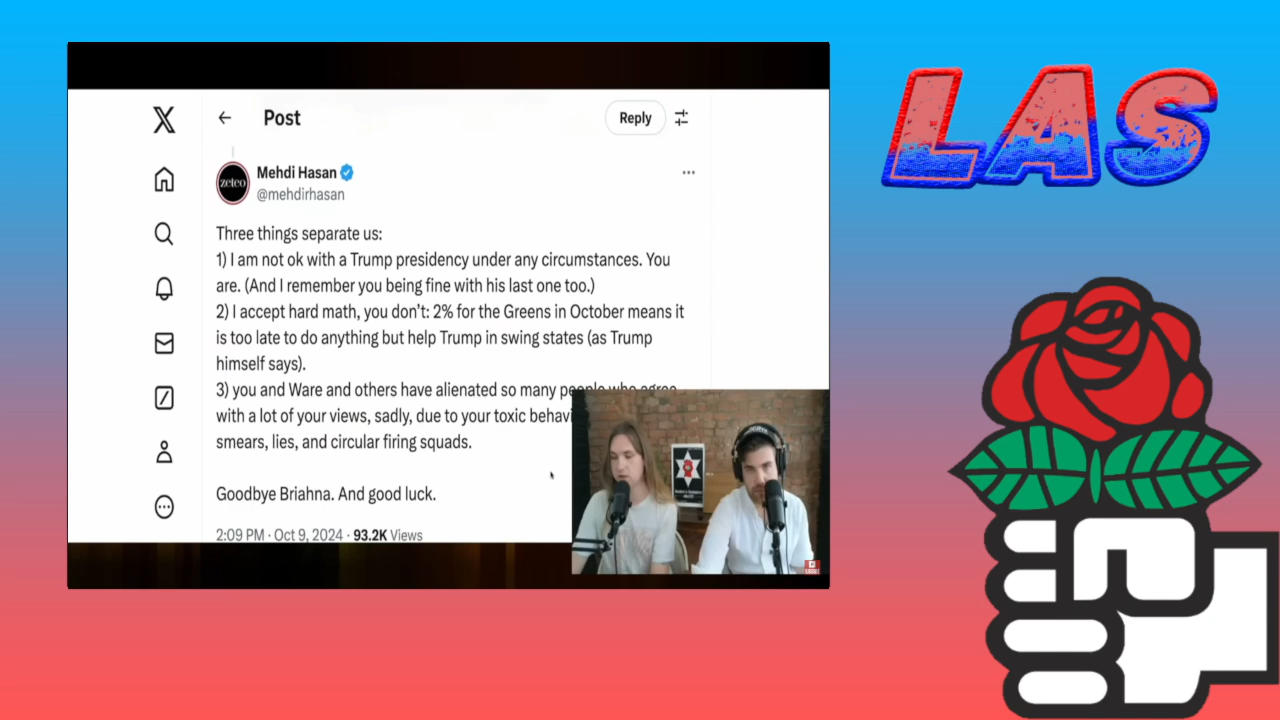 LAS
Post
Reply
zeteo
Mehdi Hasan
@mehdirhasan
Three things separate us:
1) I am not ok with a Trump presidency under any circumstances. You
are. (And I remember you being fine with his last one too.)
2) I accept hard math, you don't: 2% for the Greens in October means it
is too late to do anything but help Trump in swing states (as Trump
himself says).
3) you and Ware and others have alienated so many people who agree
with a lot of your views, sadly, due to your toxic
smears, lies, and circular firing squads.
Goodbye Briahna. And good luck.
2:09 PM · Oct 9, 2024 · 93.2K Views